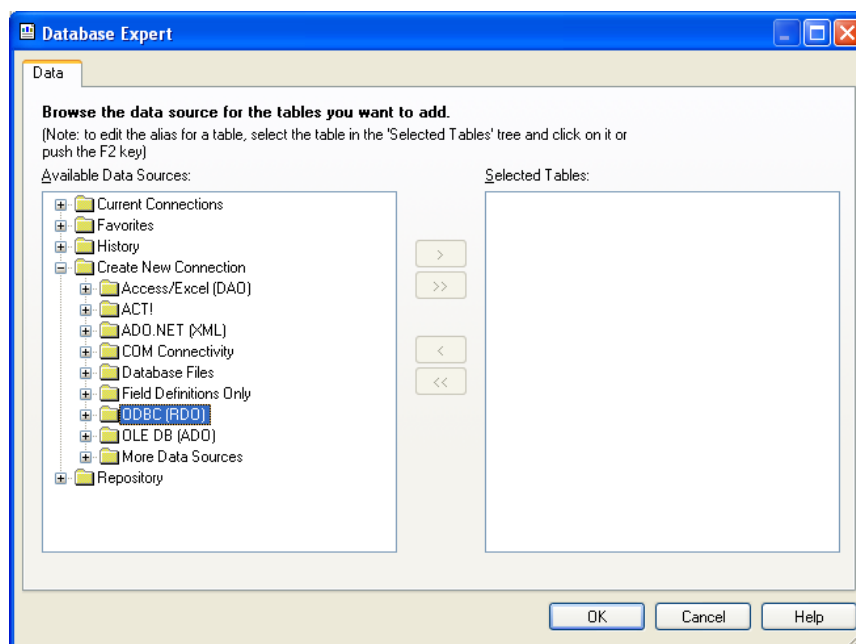 Database Expert
Data
Browse the data source for the tables you want to add.
(Note: to edit the alias for a table, select the table in the 'Selected Tables' tree and click on it or
push the F2 key)
Available Data Sources:
Selected Tables:
Current Connections
Favorites
History
Create New Connection
Access/Excel (DAO)
ACT!
ADO.NET (XML)
COM Connectivity
Database Files
Field Definitions Only
ODBC (RDO)
OLE DB (ADO)
More Data Sources
Repository
>
>>
<
<<
OK
Cancel
Help